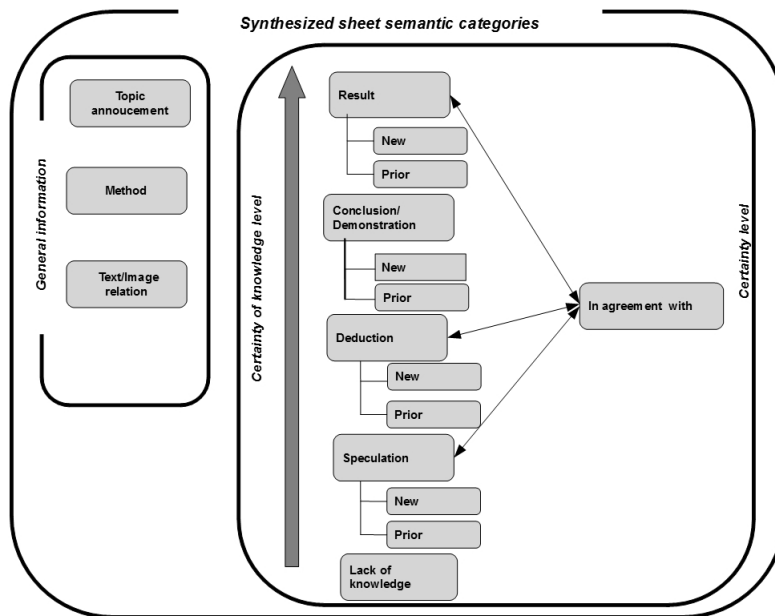 Synthesized sheet semantic categories
General information
Topic
annoucement
Method
Text/Image
relation
Certainty of knowledge level
Result
New
Prior
Conclusion/
Demonstration
New
Prior
Deduction
New
Prior
Speculation
New
Prior
Lack of
knowledge
In agreement with
Certainty level